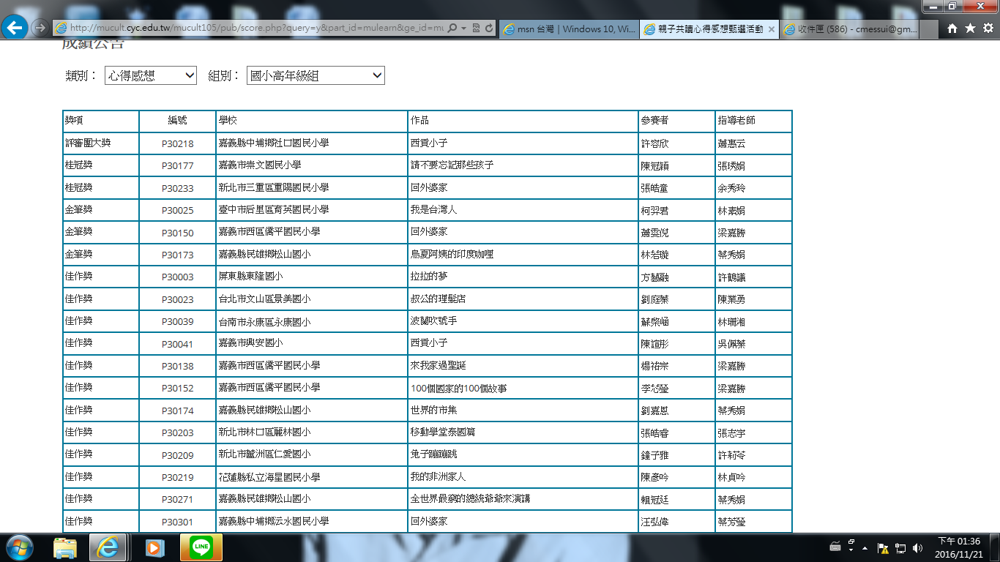 http://mucult.cyc.edu.tw/mucult105/pub/score.php?query=y&part_id=mulearn&ge_id=mu
msn 台灣 | Windows 10, Wi...
親子共讀心得感想甄選活動
收件匣 (586) - cmessui@gm...
成績公告
類別： 心得感想 組別： 國小高年級組
獎項 編號 學校 作品 參賽者 指導老師
評審團大獎 P30218 嘉義縣中埔鄉社口國民小學 西貢小子 許容欣 蕭惠云
桂冠獎 P30177 嘉義市崇文國民小學 請不要忘記那些孩子 陳冠穎 張琇娟
桂冠獎 P30233 新北市三重區重陽國民小學 回外婆家 張皓童 余秀玲
金筆獎 P30025 臺中市后里區育英國民小學 我是台灣人 柯羿君 林素娟
金筆獎 P30150 嘉義市西區僑平國民小學 回外婆家 蕭雯倪 梁嘉勝
金筆獎 P30173 嘉義縣民雄鄉松山國小 烏夏阿姨的印度咖哩 林若璇 蔡秀娟
佳作獎 P30003 屏東縣東隆國小 拉拉的夢 方藝融 許鶴議
佳作獎 P30023 台北市文山區景美國小 叔公的理髮店 劉庭棻 陳業勇
佳作獎 P30039 台南市永康區永康國小 波蘭吹號手 林珊湘
佳作獎 P30041 嘉義市興安國小 西貢小子 陳誼彤 吳佩棻
佳作獎 P30138 嘉義市西區僑平國民小學 來我家過聖誕 楊祐宗 梁嘉勝
佳作獎 P30152 嘉義市西區僑平國民小學 100個國家的100個故事 李芯瑩 梁嘉勝
佳作獎 P30174 嘉義縣民雄鄉松山國小 世界的市集 劉嘉恩 蔡秀娟
佳作獎 P30203 新北市林口區麗林國小 移動學堂泰國篇 張皓睿 張志宇
佳作獎 P30209 新北市蘆洲區仁愛國小 兔子蹦蹦跳 鐘子雅 許莉苓
佳作獎 P30219 花蓮縣私立海星國民小學 我的非洲家人 陳彥吟 林貞吟
佳作獎 P30271 嘉義縣民雄鄉松山國小 全世界最窮的總統爺爺來演講 賴冠廷 蔡秀娟
佳作獎 P30301 嘉義縣中埔鄉沄水國民小學 回外婆家 汪弘偉 蔡芳瑩
LINE
下午 01:36
2016/11/21